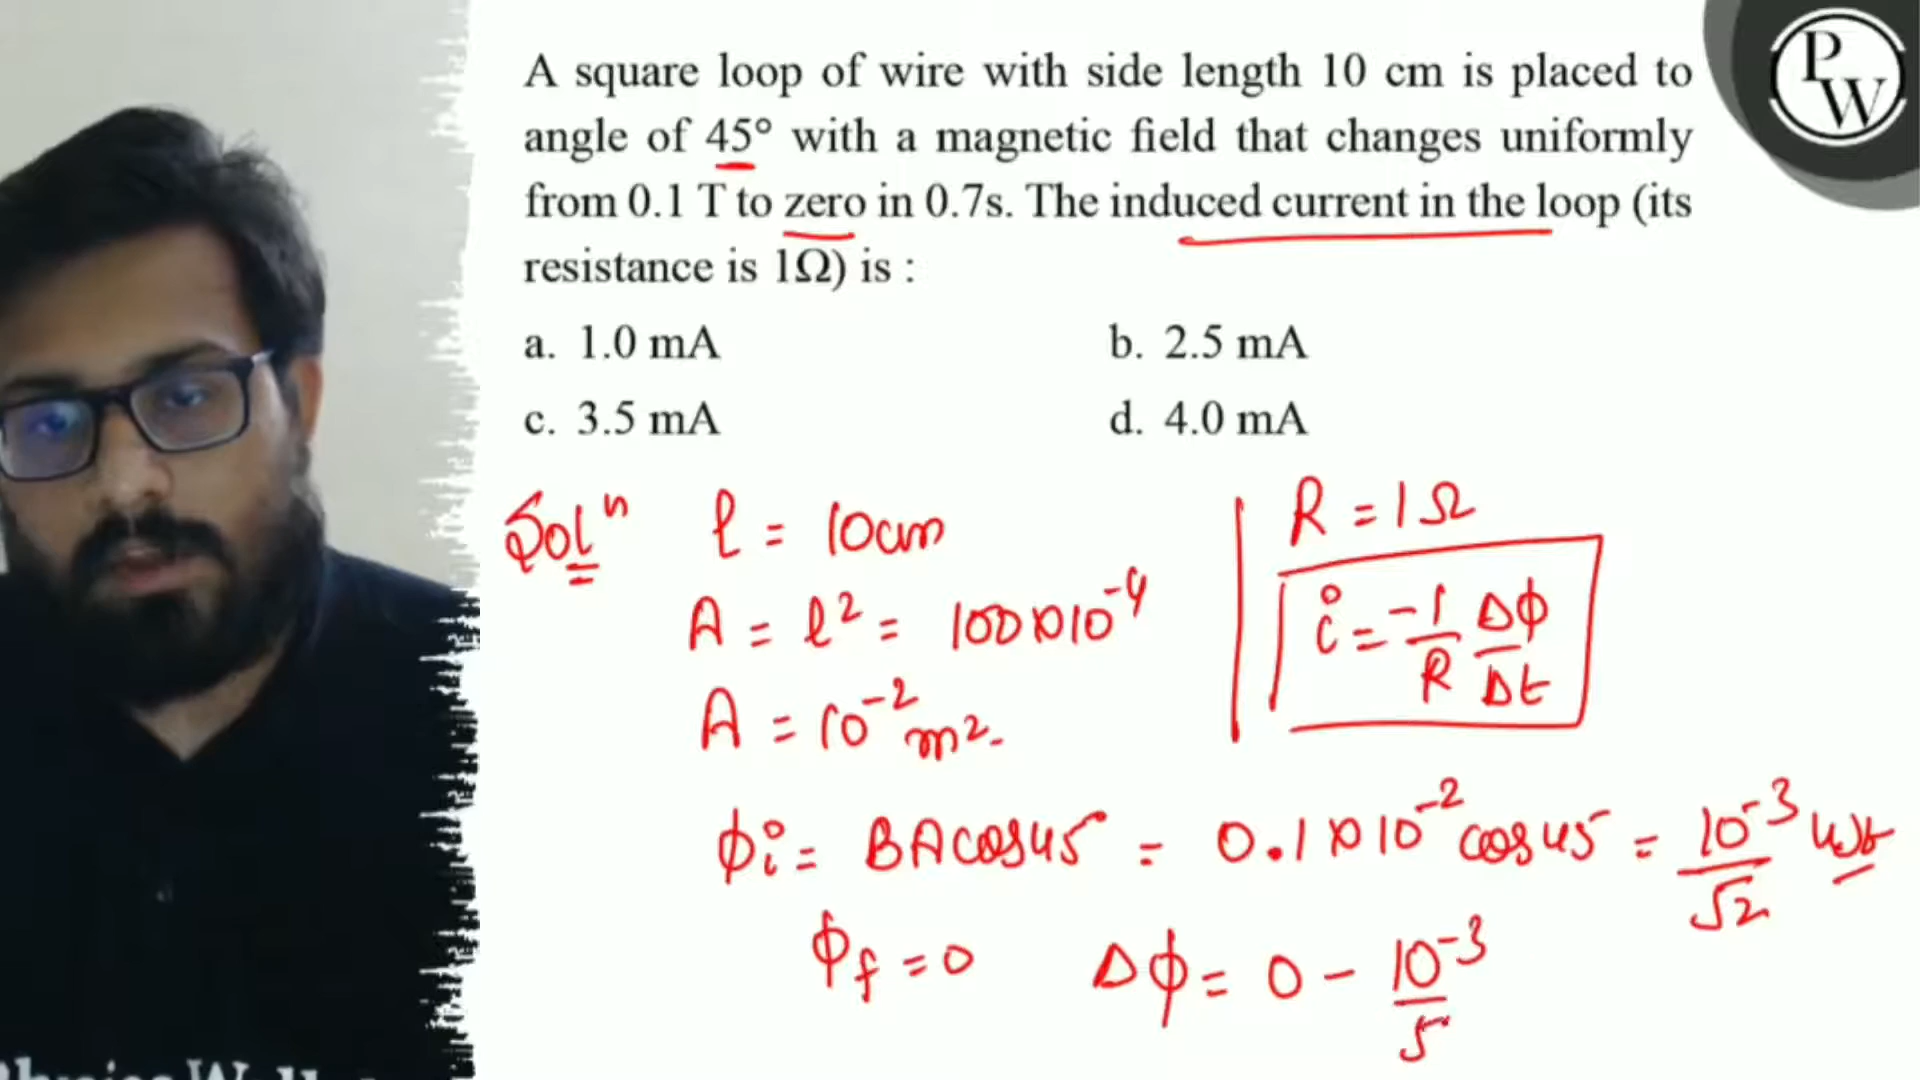 PW
A square loop of wire with side length 10 cm is placed to
angle of 45° with a magnetic field that changes uniformly
from 0.1 T to zero in 0.7s. The induced current in the loop (its
resistance is 1Ω) is :
a. 1.0 mA
b. 2.5 mA
c. 3.5 mA
d. 4.0 mA
Solⁿ l = 10cm
A = l² = 100×10⁻⁴
A = 10⁻² m².
R = 1Ω
i = -1/R Δϕ/Δt
ϕi = BAcos45 = 0.1×10⁻² cos45 = 10⁻³/√2 wb
ϕf = 0 Δϕ = 0 - 10⁻³/5
Physics W